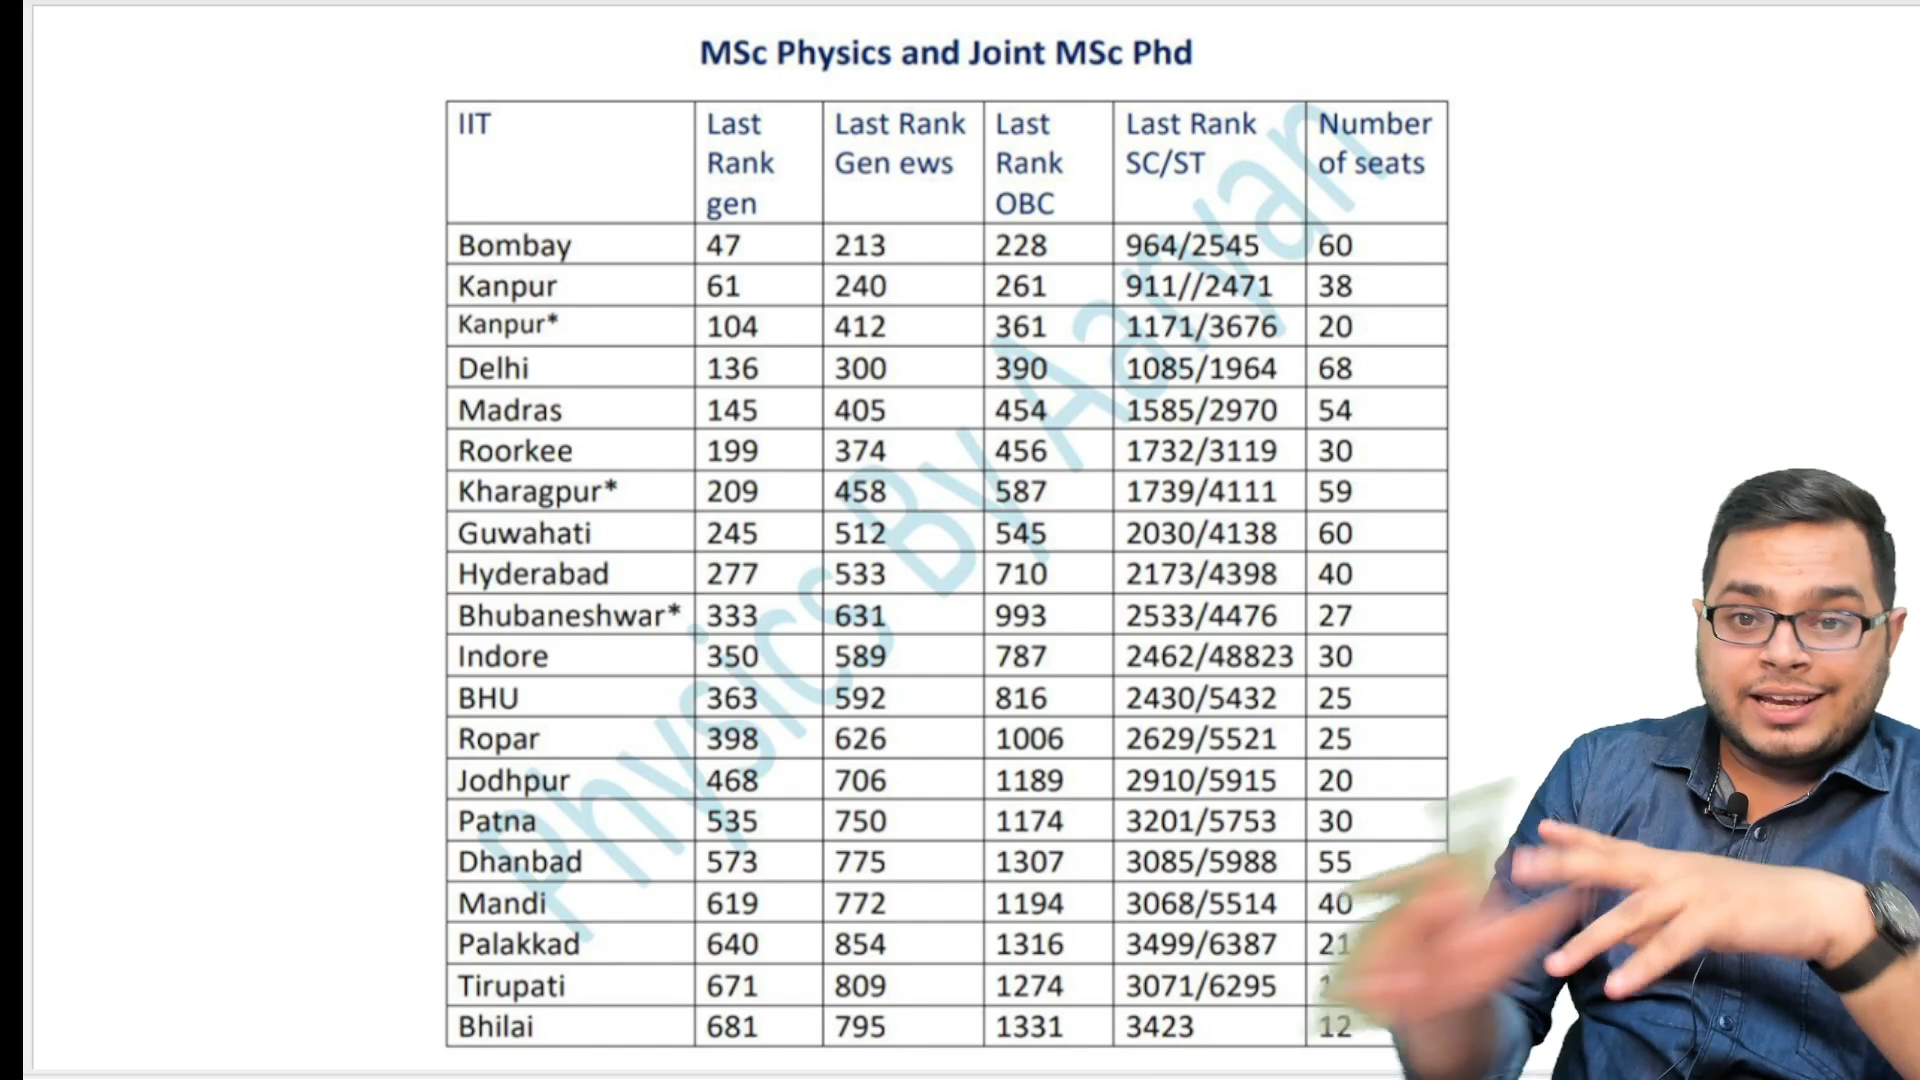 MSc Physics and Joint MSc Phd
IIT Last Rank gen Last Rank Gen ews Last Rank OBC Last Rank SC/ST Number of seats
Bombay 47 213 228 964/2545 60
Kanpur 61 240 261 911//2471 38
Kanpur* 104 412 361 1171/3676 20
Delhi 136 300 390 1085/1964 68
Madras 145 405 454 1585/2970 54
Roorkee 199 374 456 1732/3119 30
Kharagpur* 209 458 587 1739/4111 59
Guwahati 245 512 545 2030/4138 60
Hyderabad 277 533 710 2173/4398 40
Bhubaneshwar* 333 631 993 2533/4476 27
Indore 350 589 787 2462/48823 30
BHU 363 592 816 2430/5432 25
Ropar 398 626 1006 2629/5521 25
Jodhpur 468 706 1189 2910/5915 20
Patna 535 750 1174 3201/5753 30
Dhanbad 573 775 1307 3085/5988 55
Mandi 619 772 1194 3068/5514 40
Palakkad 640 854 1316 3499/6387 21
Tirupati 671 809 1274 3071/6295
Bhilai 681 795 1331 3423 12
Physics By Aaryan